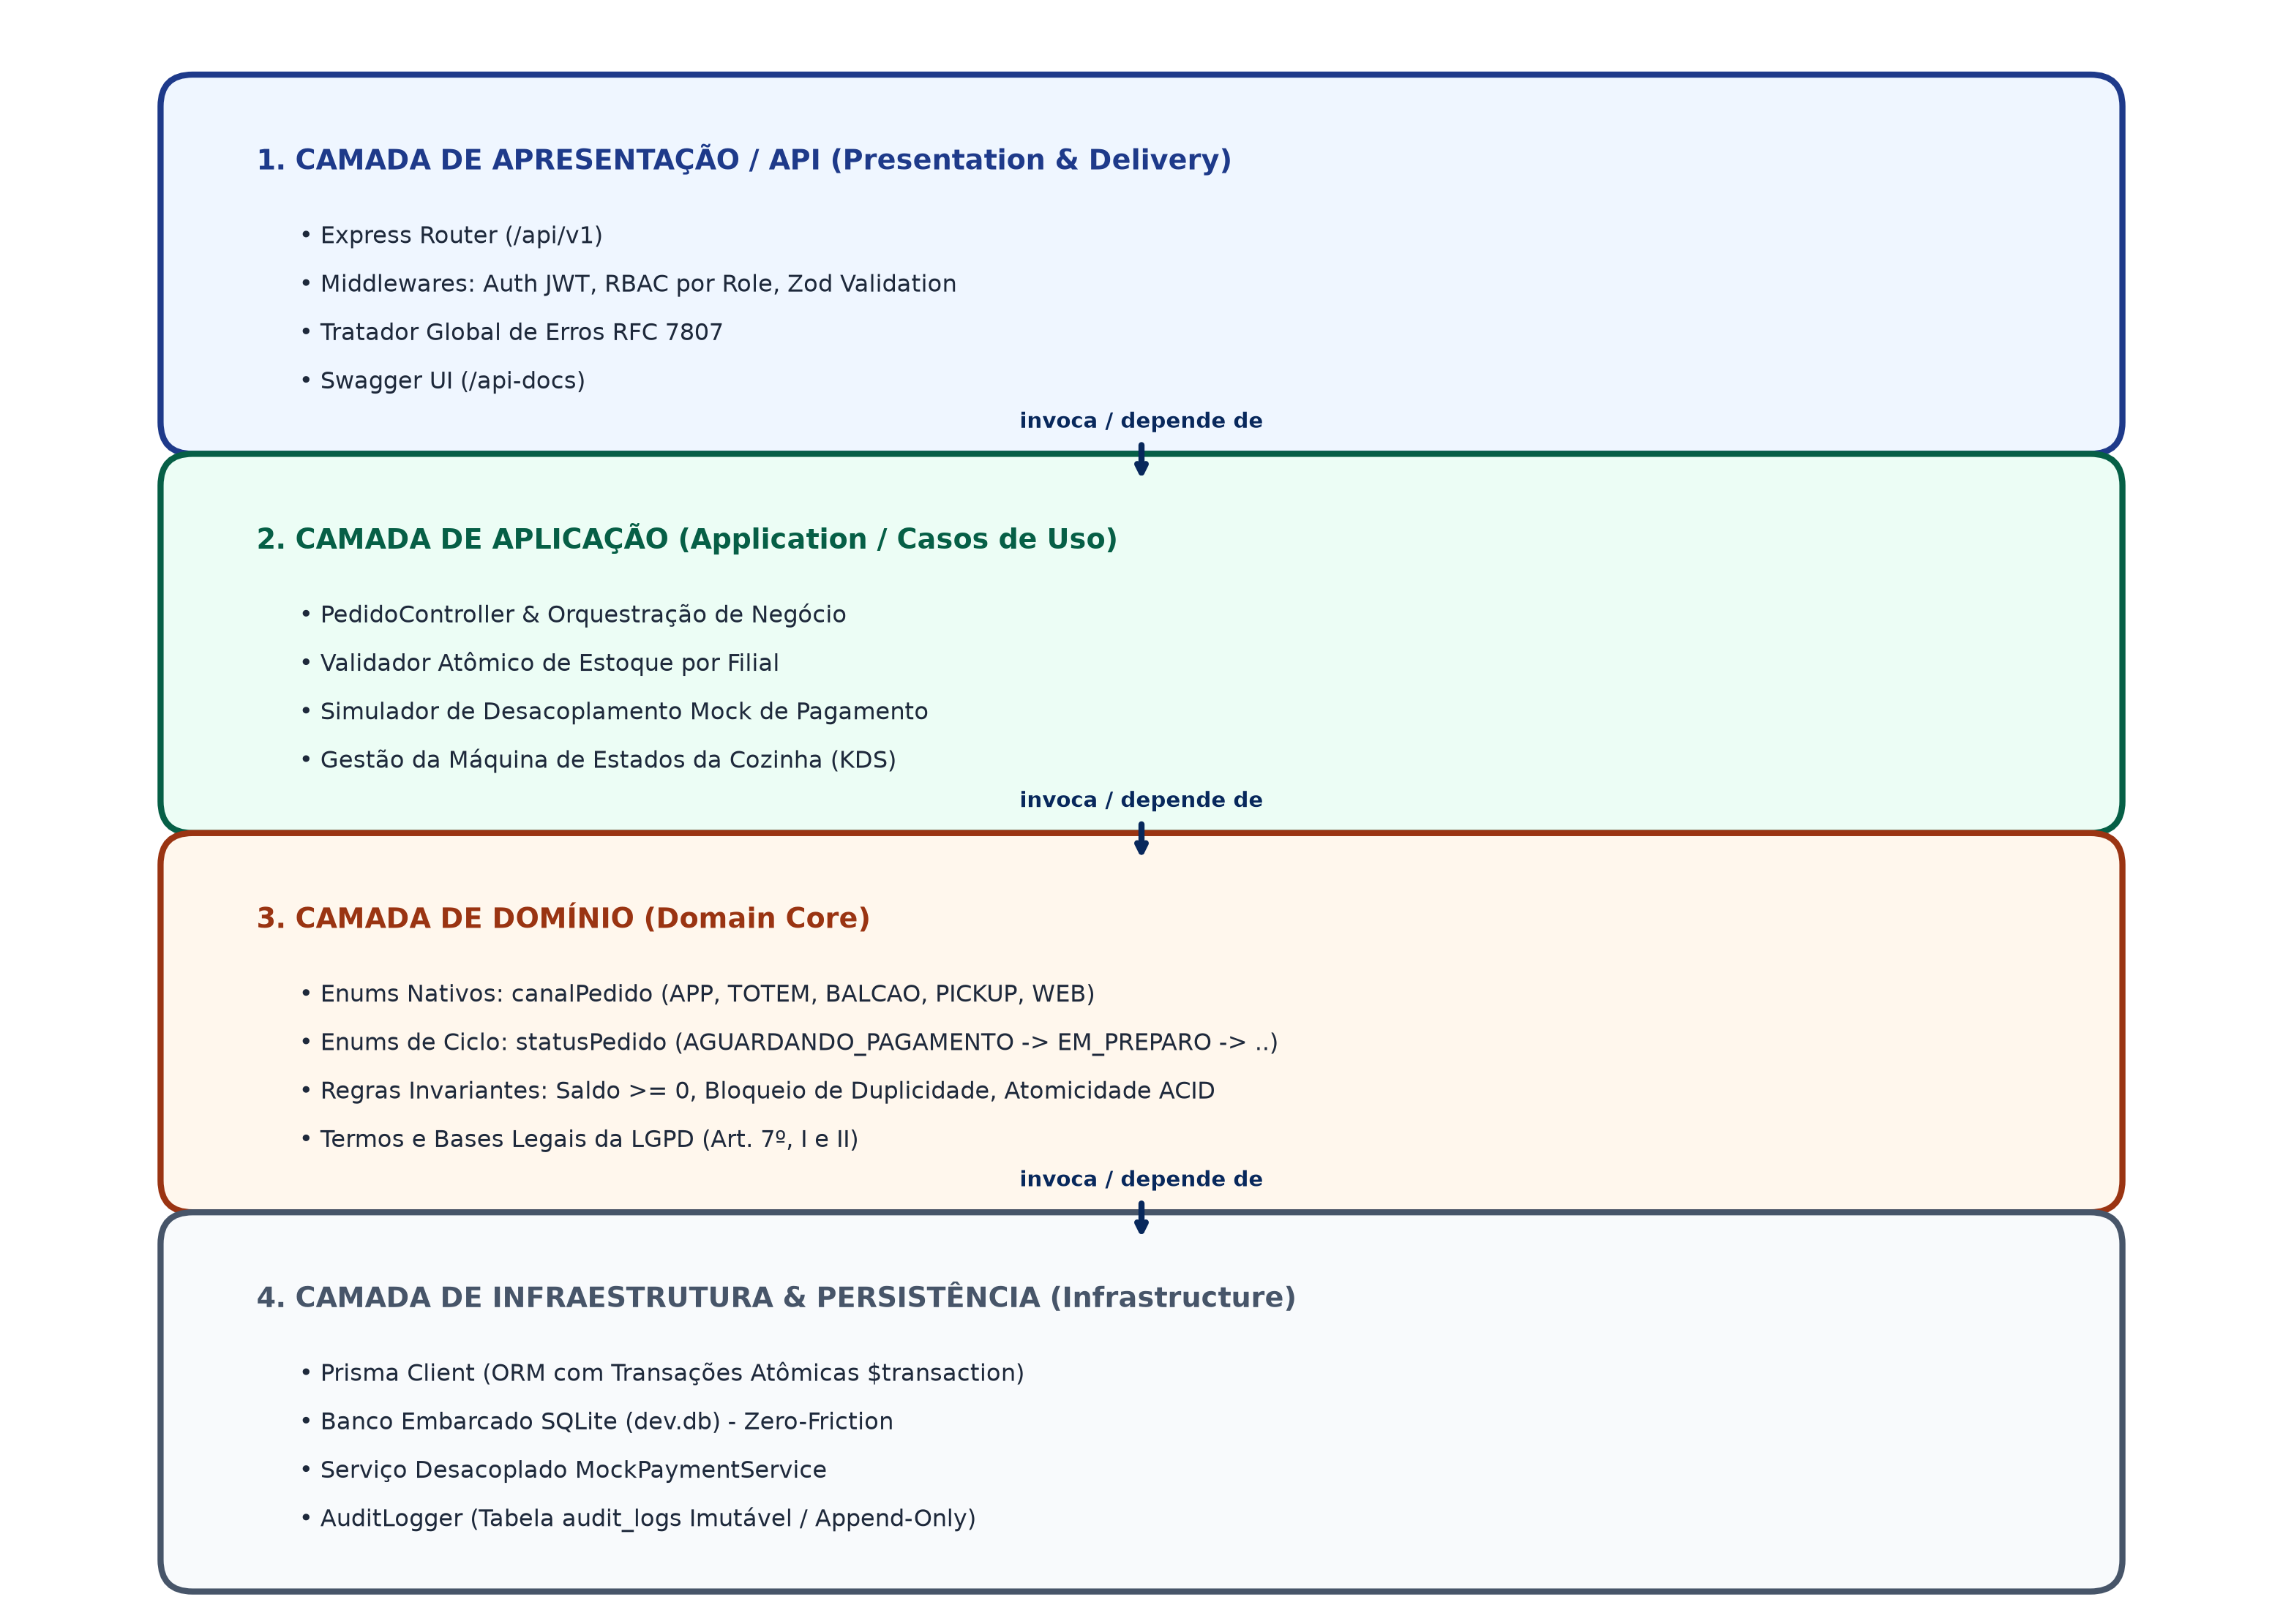 1. CAMADA DE APRESENTAÇÃO / API (Presentation & Delivery)
• Express Router (/api/v1)
• Middlewares: Auth JWT, RBAC por Role, Zod Validation
• Tratador Global de Erros RFC 7807
• Swagger UI (/api-docs)
invoca / depende de
2. CAMADA DE APLICAÇÃO (Application / Casos de Uso)
• PedidoController & Orquestração de Negócio
• Validador Atômico de Estoque por Filial
• Simulador de Desacoplamento Mock de Pagamento
• Gestão da Máquina de Estados da Cozinha (KDS)
invoca / depende de
3. CAMADA DE DOMÍNIO (Domain Core)
• Enums Nativos: canalPedido (APP, TOTEM, BALCAO, PICKUP, WEB)
• Enums de Ciclo: statusPedido (AGUARDANDO_PAGAMENTO -> EM_PREPARO -> ..)
• Regras Invariantes: Saldo >= 0, Bloqueio de Duplicidade, Atomicidade ACID
• Termos e Bases Legais da LGPD (Art. 7º, I e II)
invoca / depende de
4. CAMADA DE INFRAESTRUTURA & PERSISTÊNCIA (Infrastructure)
• Prisma Client (ORM com Transações Atômicas $transaction)
• Banco Embarcado SQLite (dev.db) - Zero-Friction
• Serviço Desacoplado MockPaymentService
• AuditLogger (Tabela audit_logs Imutável / Append-Only)